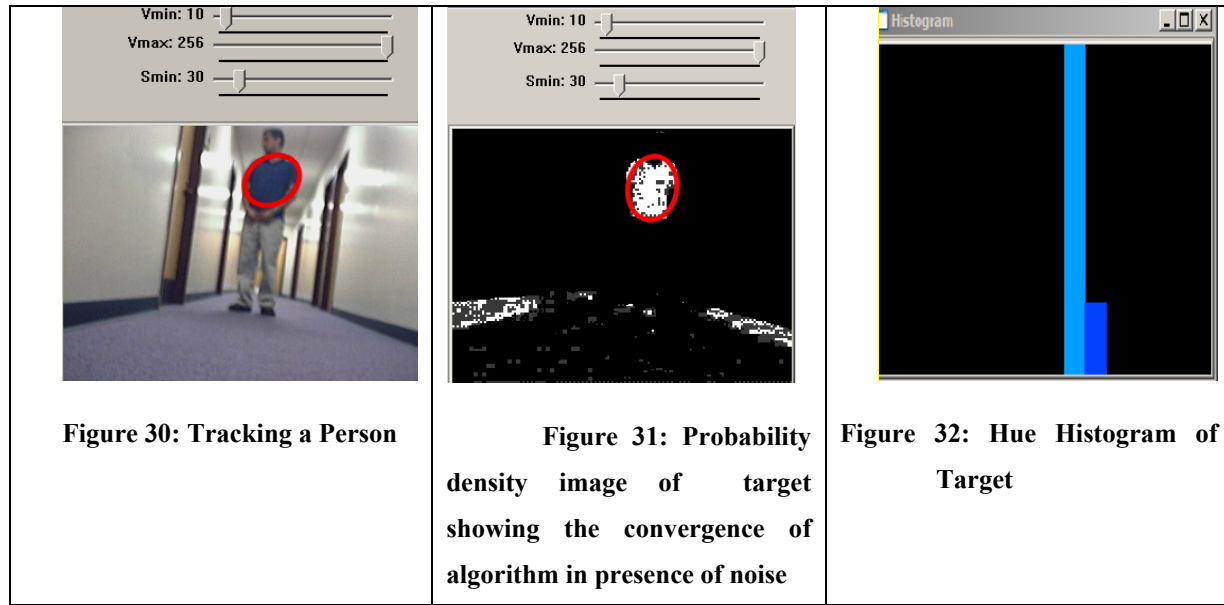 Vmin: 10
Vmax: 256
Smin: 30
Figure 30: Tracking a Person
Vmin: 10
Vmax: 256
Smin: 30
Figure 31: Probability
density image of target
showing the convergence of
algorithm in presence of noise
Histogram
Figure 32: Hue Histogram of
Target